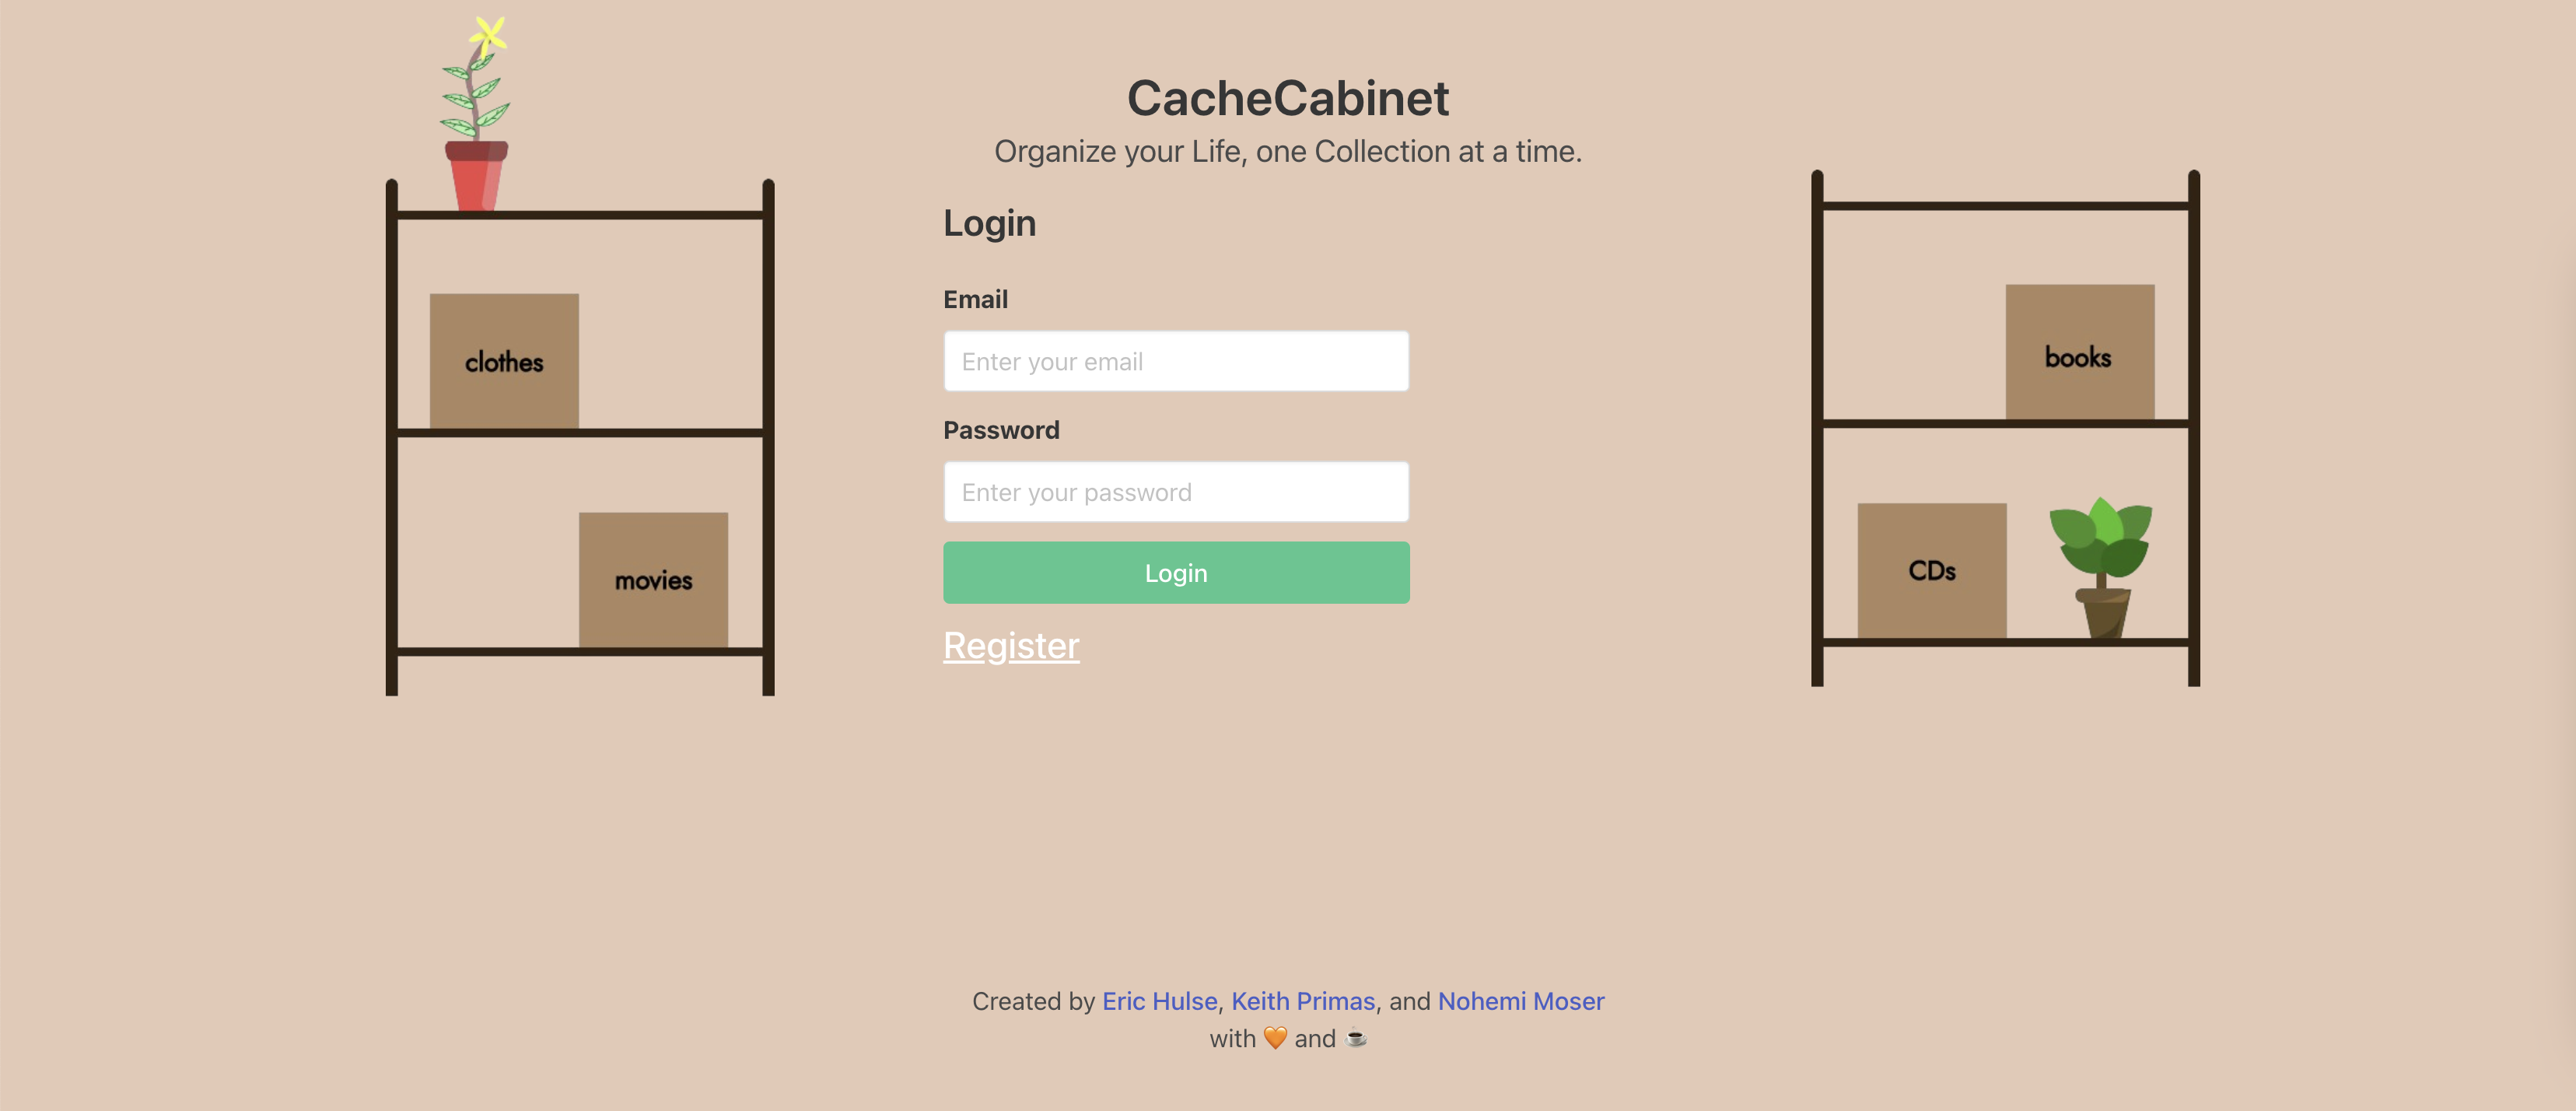 CacheCabinet
Organize your Life, one Collection at a time.
Login
Email
Enter your email
Password
Enter your password
Login
Register
clothes
movies
books
CDs
Created by Eric Hulse, Keith Primas, and Nohemi Moser
with 🧡 and ☕